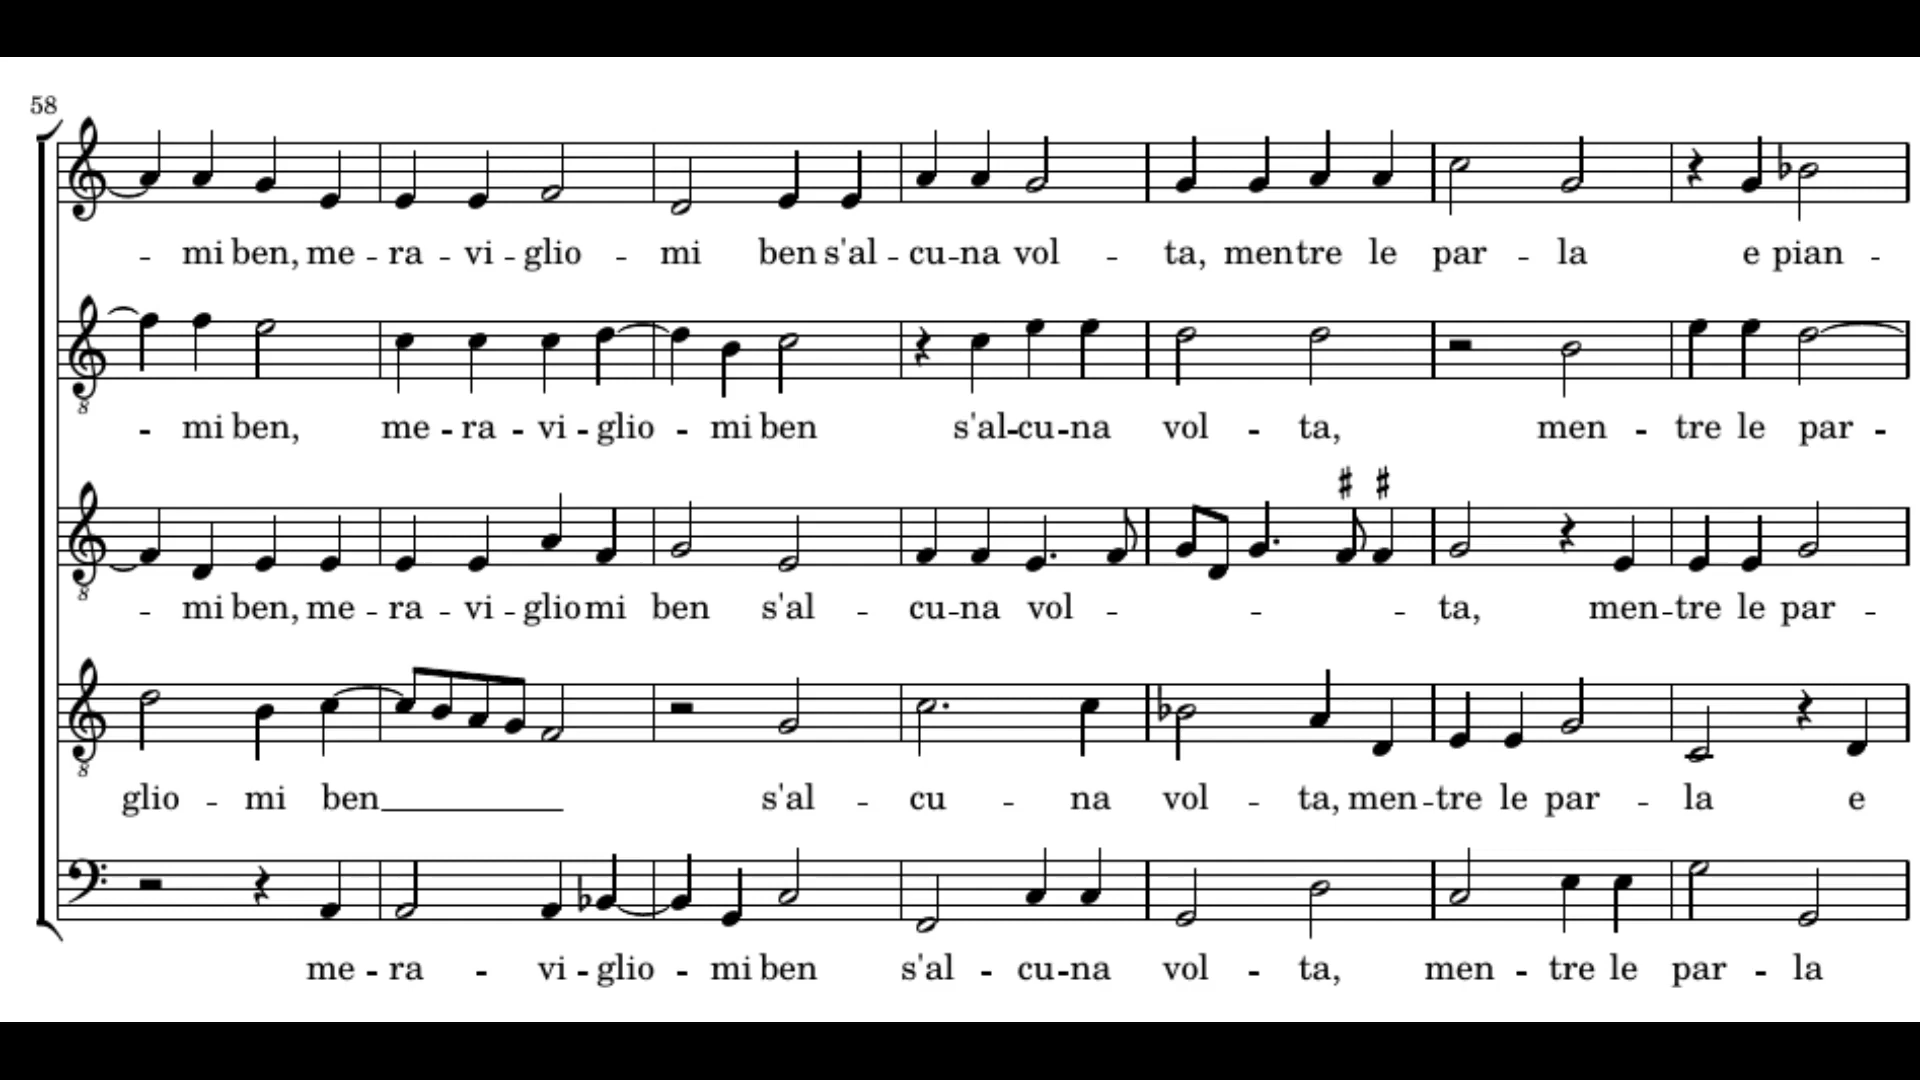 58
- mi ben, me - ra - vi - glio - mi ben s'al - cu - na vol - ta, mentre le par - la e pian -
- mi ben, me - ra - vi - glio - mi ben s'al - cu - na vol - ta, men - tre le par -
- mi ben, me - ra - vi - glio mi ben s'al - cu - na vol - - - ta, men - tre le par -
glio - mi ben s'al - cu - na vol - ta, men - tre le par - la e
me - ra - vi - glio - mi ben s'al - cu - na vol - ta, men - tre le par - la